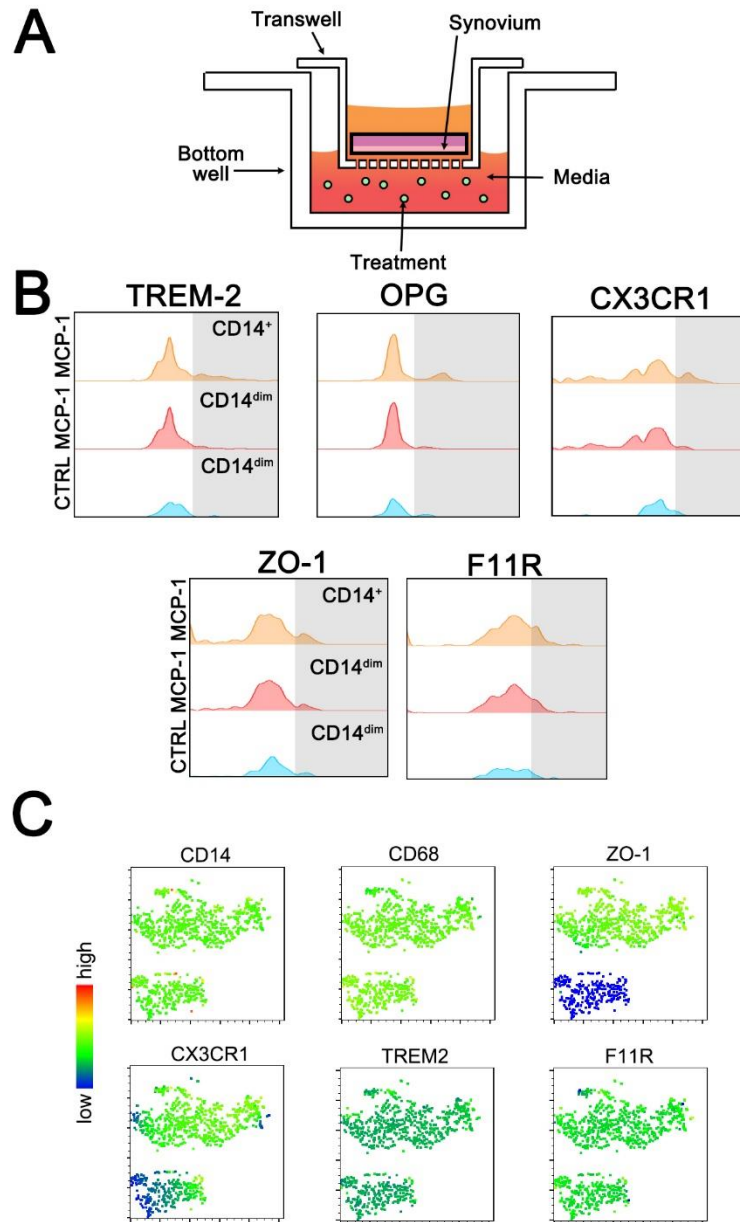 A
Transwell
Synovium
Bottom
well
Media
Treatment
B
TREM-2
OPG
CX3CR1
CD14+
CD14dim
CD14dim
CTRL MCP-1 MCP-1
ZO-1
F11R
CD14+
CD14dim
CD14dim
CTRL MCP-1 MCP-1
C
CD14
CD68
ZO-1
low
high
CX3CR1
TREM2
F11R